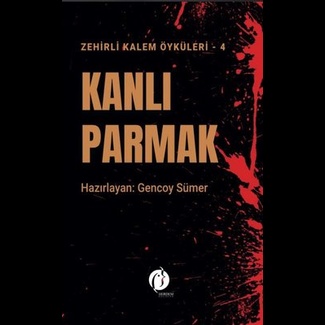 ZEHİRLİ KALEM ÖYKÜLERİ - 4
KANLI
PARMAK
Hazırlayan: Gencoy Sümer